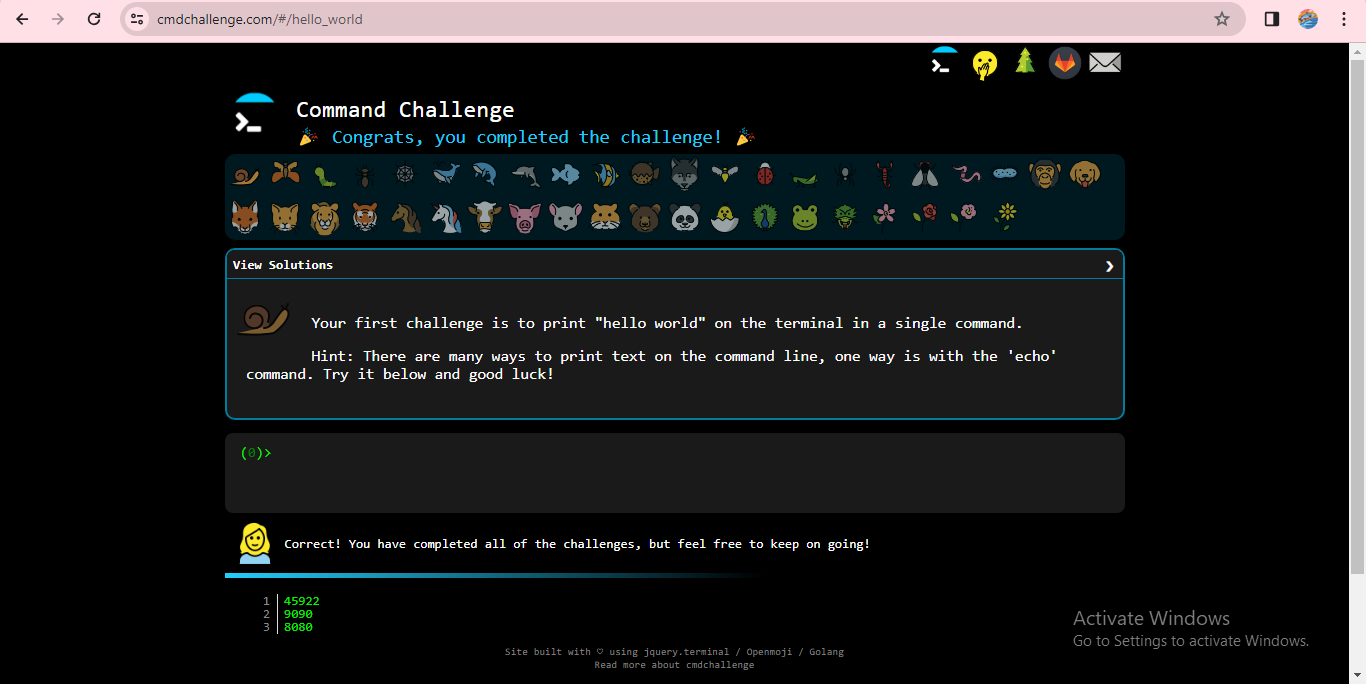 cmdchallenge.com/#/hello_world
Command Challenge
Congrats, you completed the challenge!
View Solutions
Your first challenge is to print "hello world" on the terminal in a single command.
Hint: There are many ways to print text on the command line, one way is with the 'echo'
command. Try it below and good luck!
(0)>
Correct! You have completed all of the challenges, but feel free to keep on going!
1 45922
2 9090
3 8080
Activate Windows
Go to Settings to activate Windows.
Site built with ♡ using jquery.terminal / Openmoji / Golang
Read more about cmdchallenge